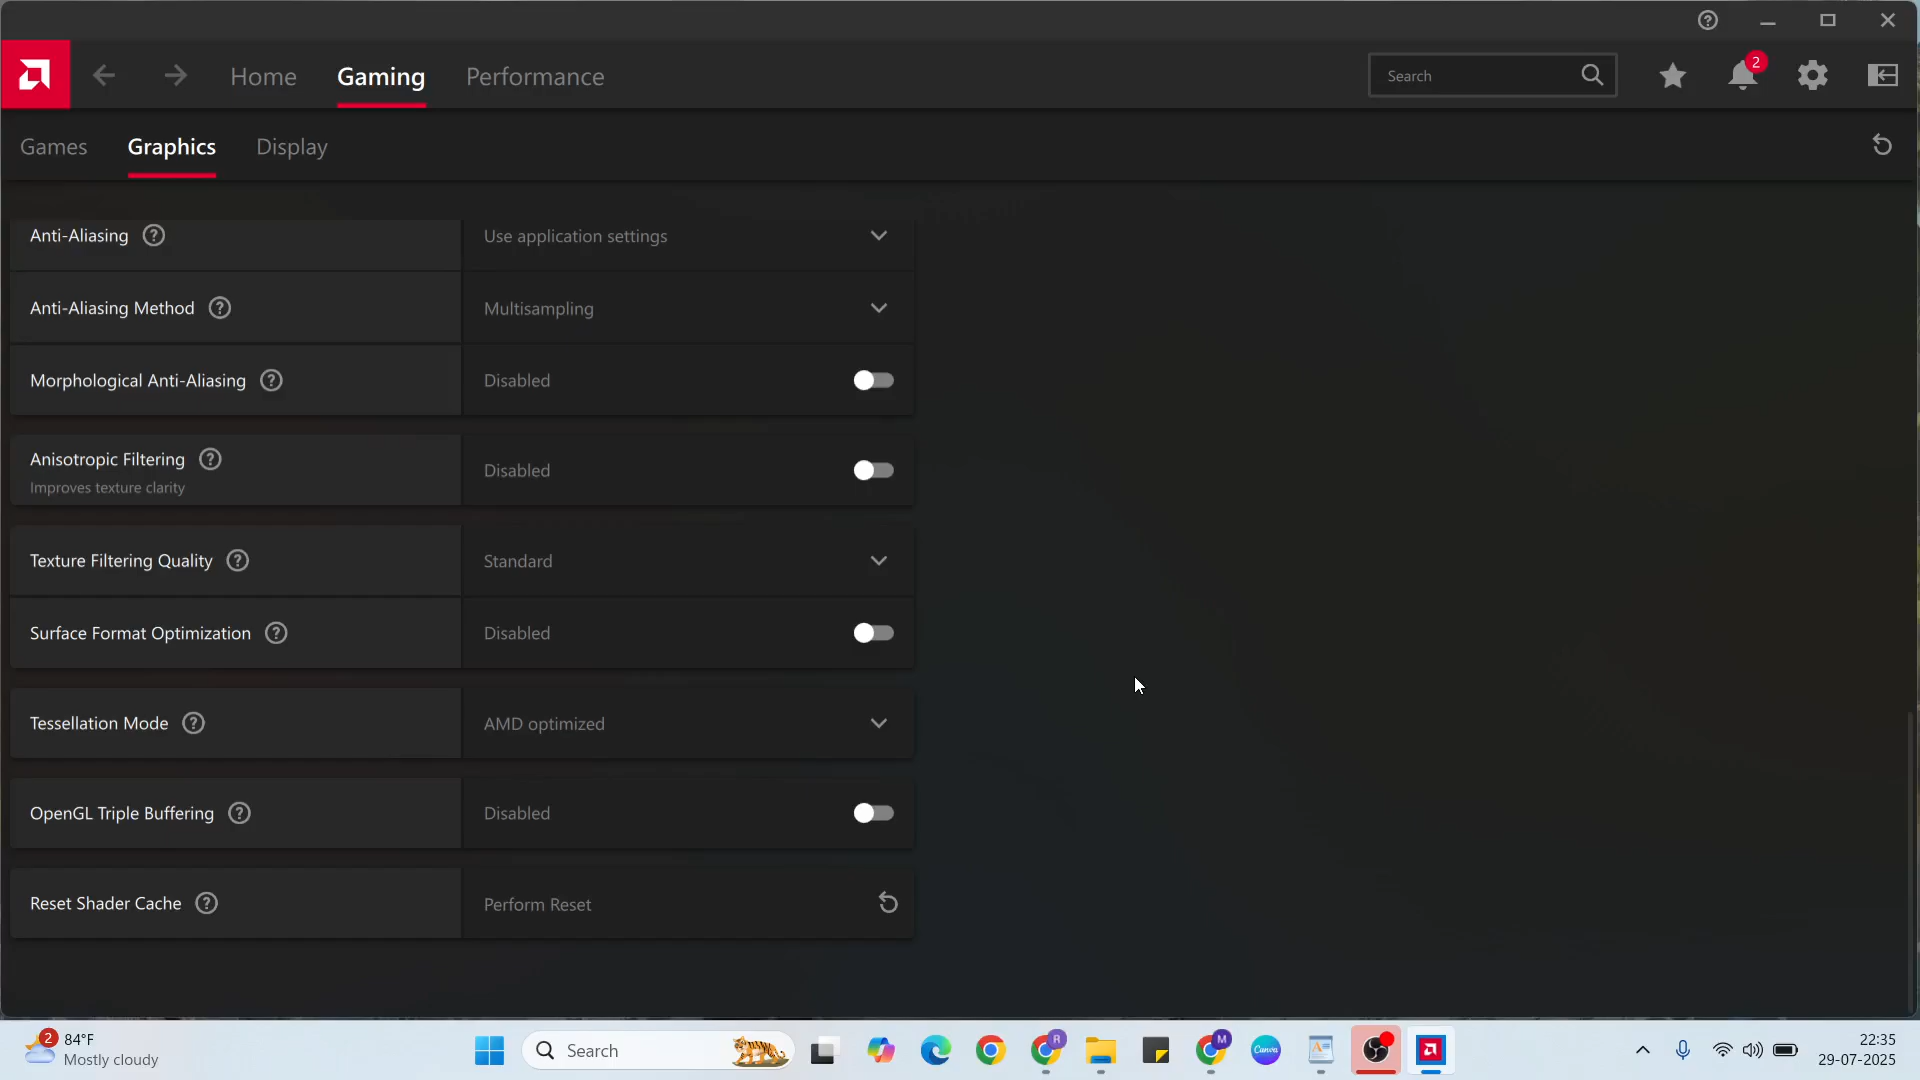 Home
Gaming
Performance
Search
2
Games
Graphics
Display
Anti-Aliasing ?
Use application settings
Anti-Aliasing Method ?
Multisampling
Morphological Anti-Aliasing ?
Disabled
Anisotropic Filtering ?
Improves texture clarity
Disabled
Texture Filtering Quality ?
Standard
Surface Format Optimization ?
Disabled
Tessellation Mode ?
AMD optimized
OpenGL Triple Buffering ?
Disabled
Reset Shader Cache ?
Perform Reset
2
84°F
Mostly cloudy
Search
R
M
Canva
22:35
29-07-2025